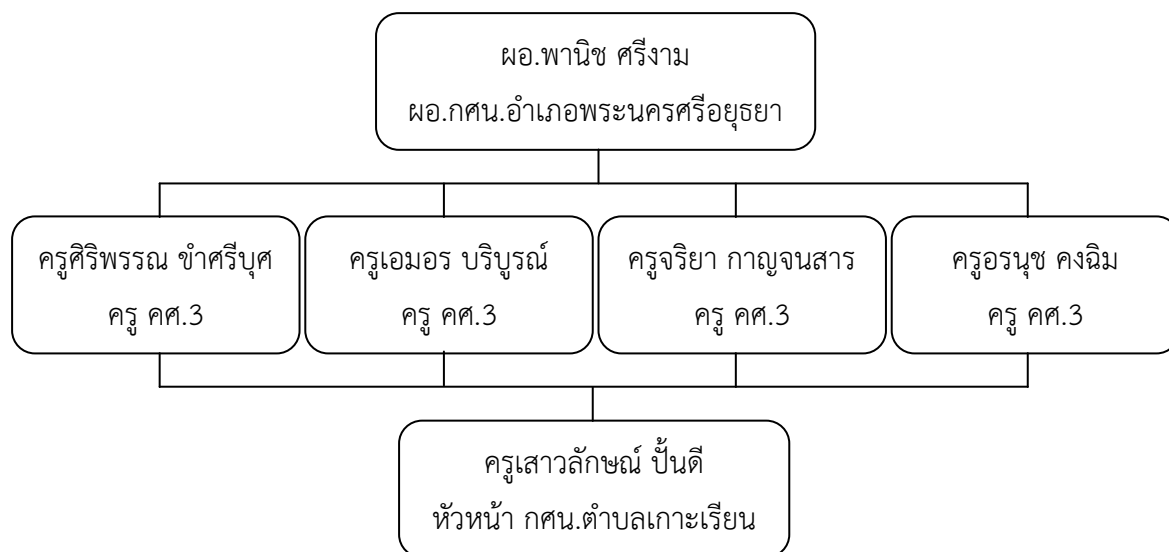 ผอ.พานิช ศรีงาม
ผอ.กศน.อำเภอพระนครศรีอยุธยา
ครูศิริพรรณ ขำศรีบุศ
ครู คศ.3
ครูเอมอร บริบูรณ์
ครู คศ.3
ครูจริยา กาญจนสาร
ครู คศ.3
ครูอรนุช คงฉิม
ครู คศ.3
ครูเสาวลักษณ์ ปั้นดี
หัวหน้า กศน.ตำบลเกาะเรียน